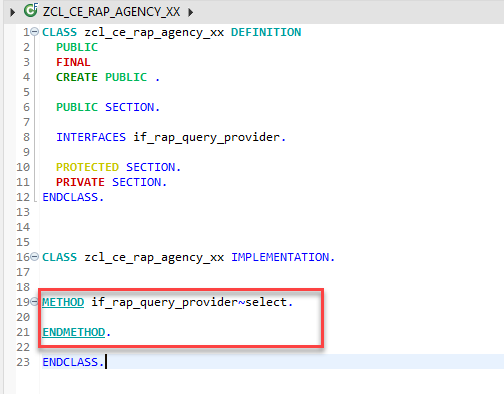 ZCL_CE_RAP_AGENCY_XX
1 CLASS zcl_ce_rap_agency_xx DEFINITION
2 PUBLIC
3 FINAL
4 CREATE PUBLIC .
5
6 PUBLIC SECTION.
7
8 INTERFACES if_rap_query_provider.
9
10 PROTECTED SECTION.
11 PRIVATE SECTION.
12 ENDCLASS.
13
14
15
16 CLASS zcl_ce_rap_agency_xx IMPLEMENTATION.
17
18
19 METHOD if_rap_query_provider~select.
20
21 ENDMETHOD.
22
23 ENDCLASS.